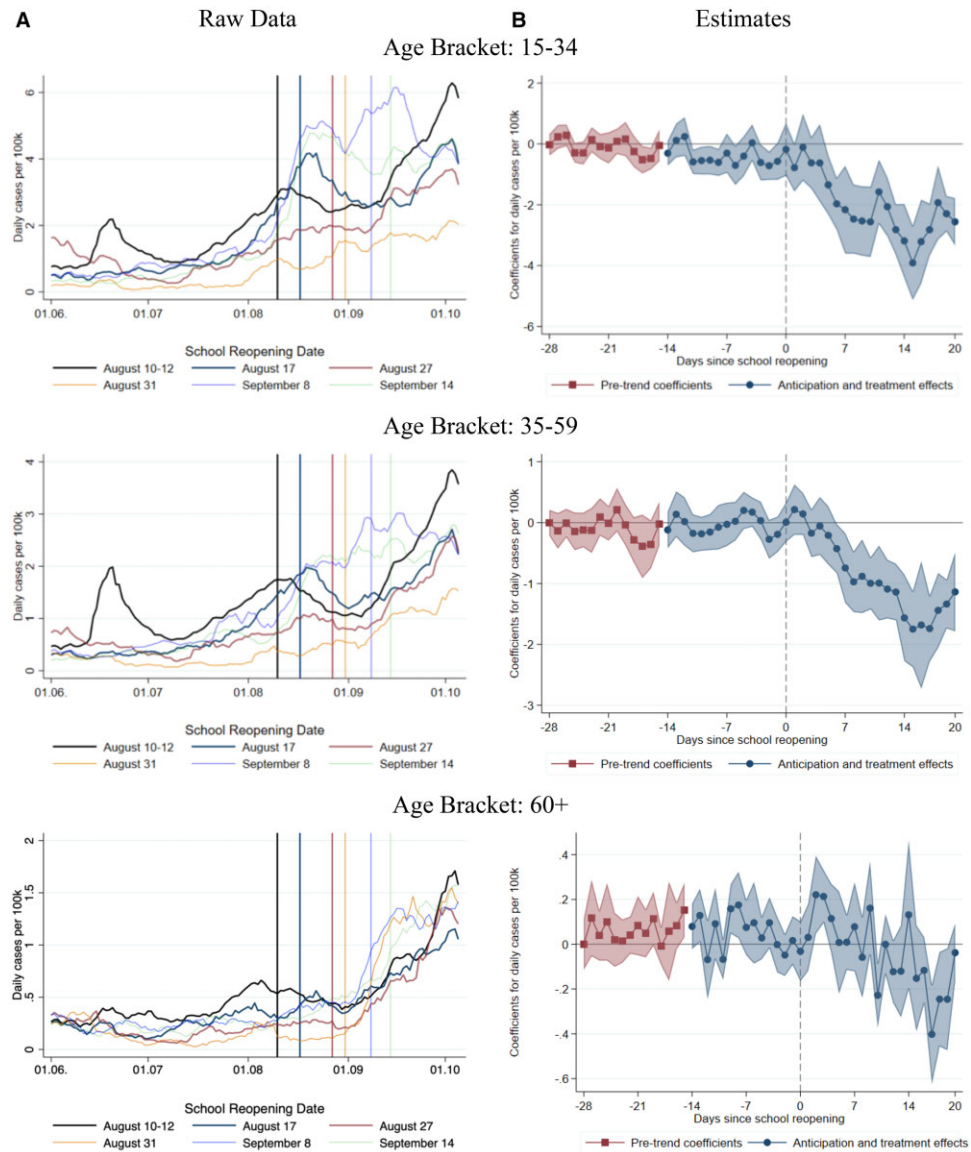 A Raw Data
B Estimates
Age Bracket: 15-34
Daily cases per 100k
6
4
2
0
01.06. 01.07 01.08 01.09 01.10
School Reopening Date
August 10-12 August 17 August 27
August 31 September 8 September 14
Coefficients for daily cases per 100k
2
0
-2
-4
-6
-28 -21 -14 -7 0 7 14 20
Days since school reopening
Pre-trend coefficients Anticipation and treatment effects
Age Bracket: 35-59
Daily cases per 100k
4
3
2
1
0
01.06. 01.07 01.08 01.09 01.10
School Reopening Date
August 10-12 August 17 August 27
August 31 September 8 September 14
Coefficients for daily cases per 100k
1
0
-1
-2
-3
-28 -21 -14 -7 0 7 14 20
Days since school reopening
Pre-trend coefficients Anticipation and treatment effects
Age Bracket: 60+
Daily cases per 100k
2
1.5
1
.5
0
01.06. 01.07 01.08 01.09 01.10
School Reopening Date
August 10-12 August 17 August 27
August 31 September 8 September 14
Coefficients for daily cases per 100k
.4
.2
0
-.2
-.4
-.6
-28 -21 -14 -7 0 7 14 20
Days since school reopening
Pre-trend coefficients Anticipation and treatment effects